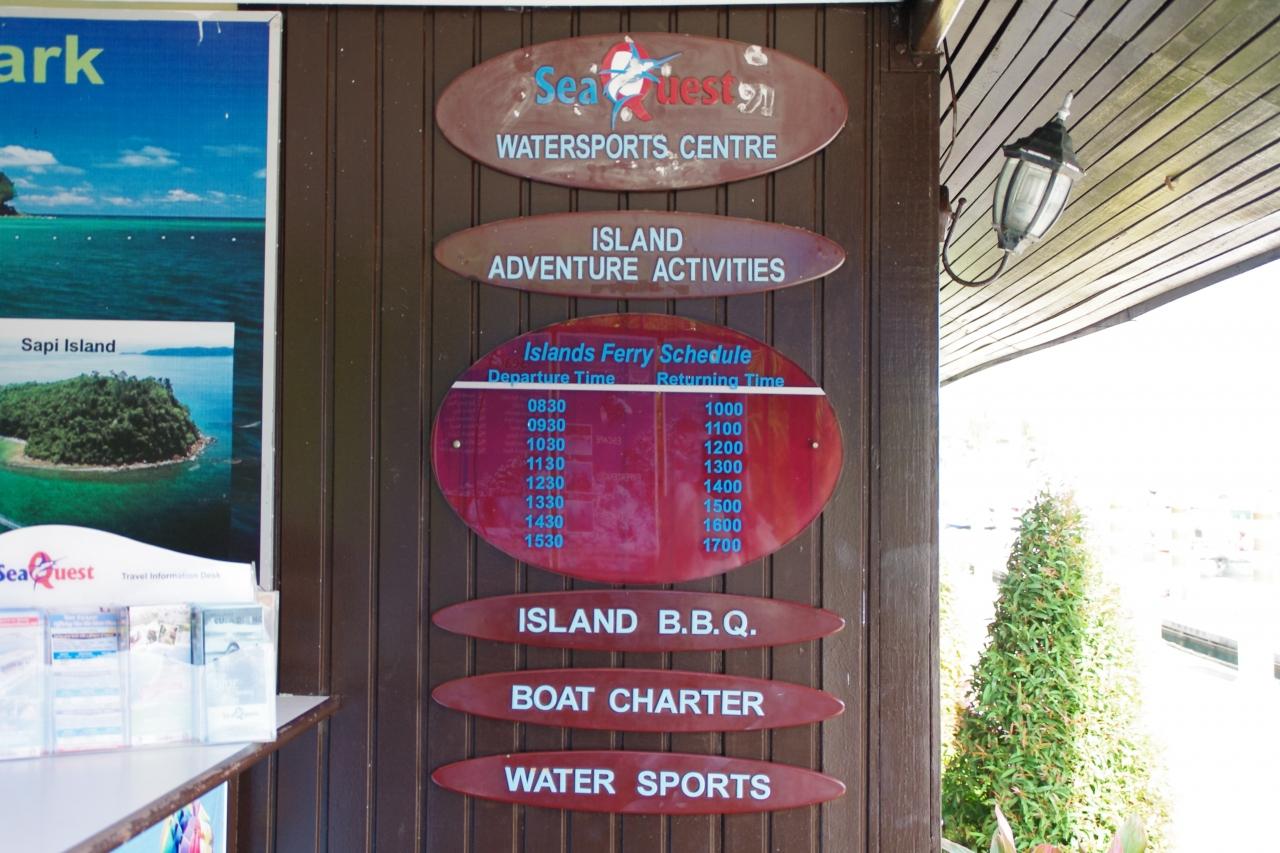 ark
Sapi Island
SeaQuest
Travel Information Desk
SeaQuest
WATERSPORTS CENTRE
ISLAND
ADVENTURE ACTIVITIES
Islands Ferry Schedule
Departure Time Returning Time
0830 1000
0930 1100
1030 1200
1130 1300
1230 1400
1330 1500
1430 1600
1530 1700
ISLAND B.B.Q.
BOAT CHARTER
WATER SPORTS